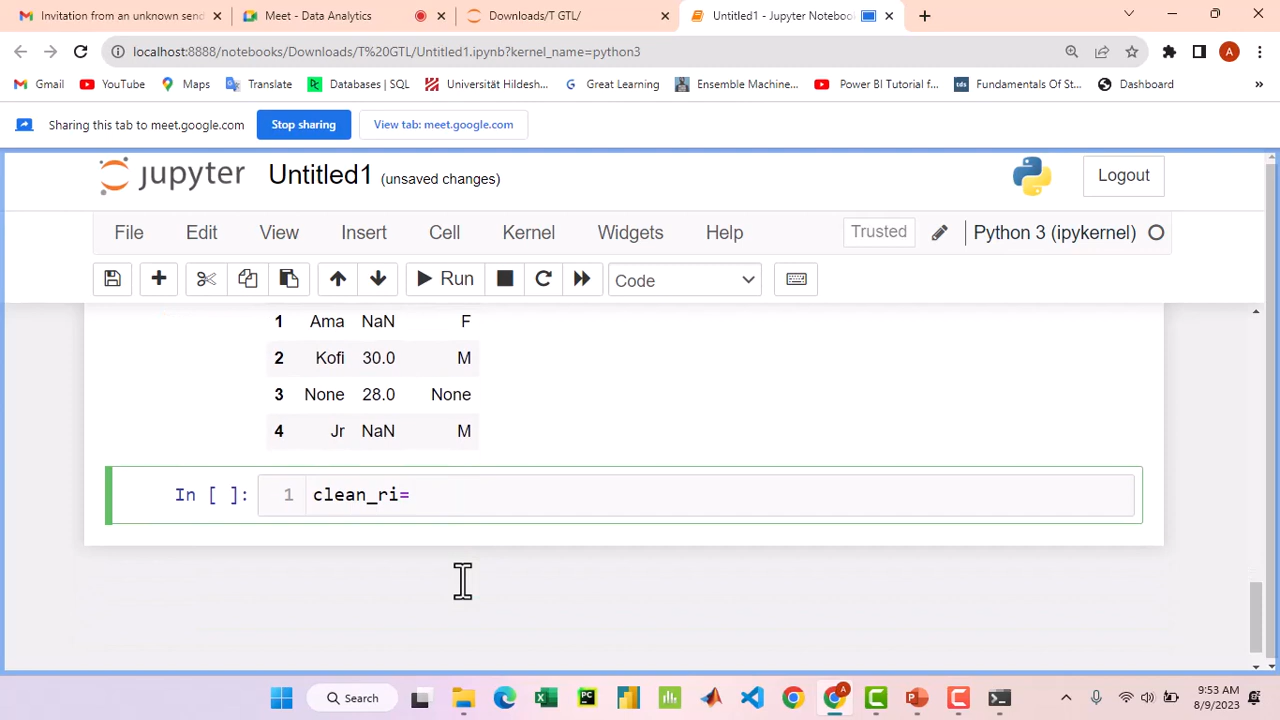 Invitation from an unknown send
Meet - Data Analytics
Downloads/T GTL/
Untitled1 - Jupyter Noteboo
localhost:8888/notebooks/Downloads/T%20GTL/Untitled1.ipynb?kernel_name=python3
A
Gmail
YouTube
Maps
Translate
Databases | SQL
Universität Hildesh...
G Great Learning
Ensemble Machine...
Power BI Tutorial f...
tds Fundamentals Of St...
Dashboard
»
Sharing this tab to meet.google.com
Stop sharing
View tab: meet.google.com
jupyter
Untitled1 (unsaved changes)
Logout
File
Edit
View
Insert
Cell
Kernel
Widgets
Help
Trusted
Python 3 (ipykernel)
Run
Code
1 Ama NaN F
2 Kofi 30.0 M
3 None 28.0 None
4 Jr NaN M
In [ ]: 1 clean_ri=
Search
PC
A
9:53 AM
8/9/2023